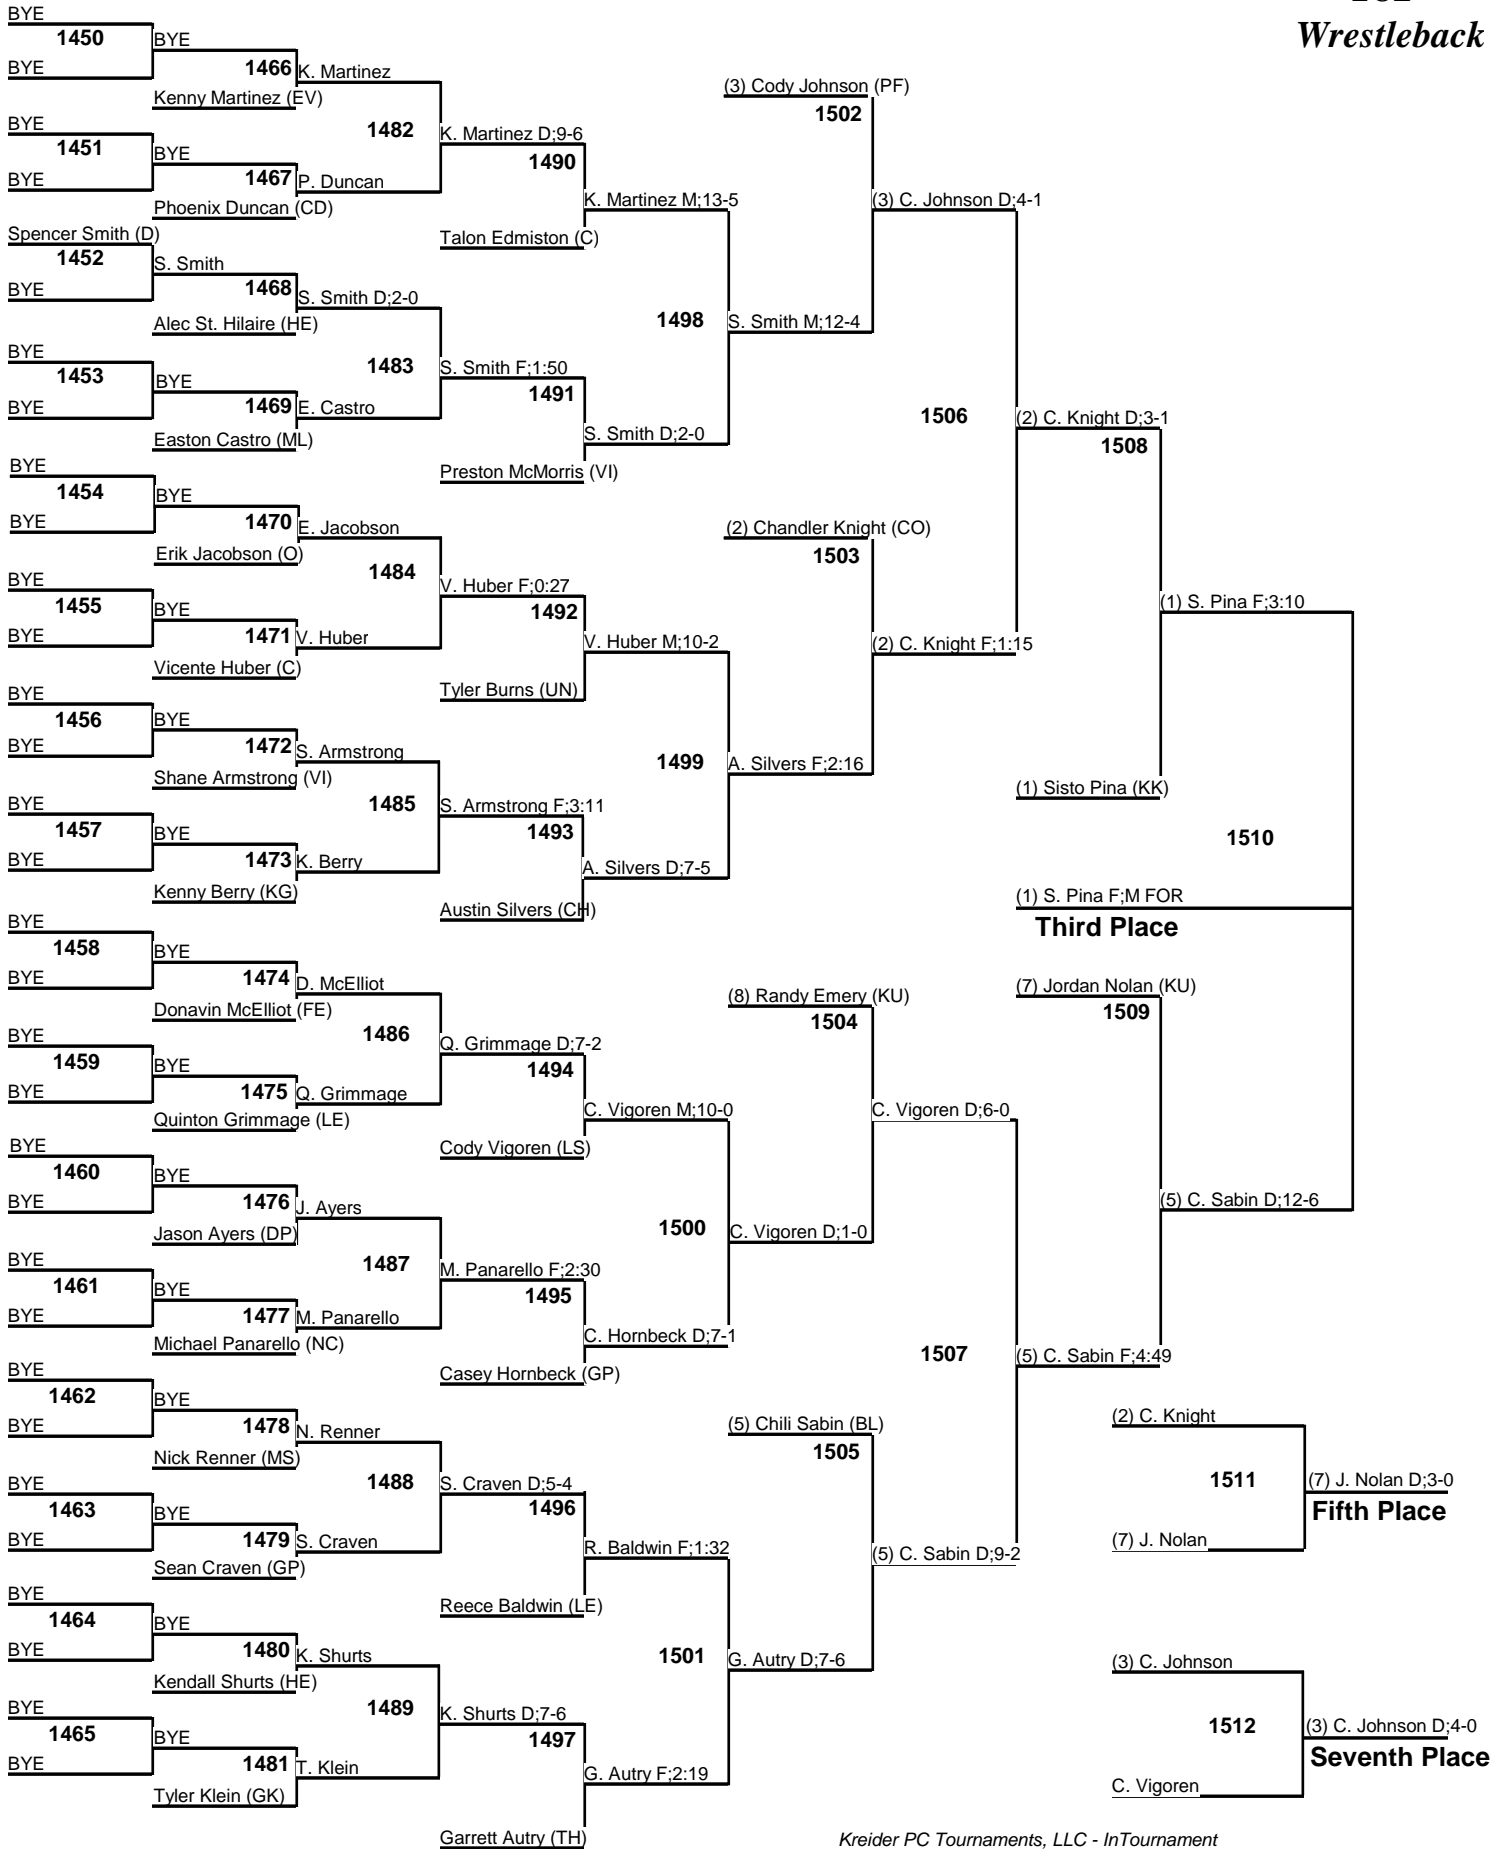 Wrestleback
BYE
1450
BYE
BYE
1466
K. Martinez
Kenny Martinez (EV)
1482
BYE
1451
BYE
BYE
1467
P. Duncan
Phoenix Duncan (CD)
K. Martinez D;9-6
1490
K. Martinez M;13-5
Talon Edmiston (C)
Spencer Smith (D)
1452
BYE
S. Smith
1468
S. Smith D;2-0
Alec St. Hilaire (HE)
1483
BYE
1453
BYE
BYE
1469
E. Castro
Easton Castro (ML)
S. Smith F;1:50
1491
S. Smith D;2-0
Preston McMorris (VI)
1498
S. Smith M;12-4
(3) Cody Johnson (PF)
1502
(3) C. Johnson D;4-1
BYE
1454
BYE
BYE
1470
E. Jacobson
Erik Jacobson (O)
1484
BYE
1455
BYE
BYE
1471
V. Huber
Vicente Huber (C)
V. Huber F;0:27
1492
V. Huber M;10-2
Tyler Burns (UN)
BYE
1456
BYE
BYE
1472
S. Armstrong
Shane Armstrong (VI)
1485
BYE
1457
BYE
BYE
1473
K. Berry
Kenny Berry (KG)
S. Armstrong F;3:11
1493
A. Silvers D;7-5
Austin Silvers (CH)
1499
A. Silvers F;2:16
(2) Chandler Knight (CO)
1503
(2) C. Knight F;1:15
1506
(2) C. Knight D;3-1
1508
(1) S. Pina F;3:10
(1) Sisto Pina (KK)
1510
(1) S. Pina F;M FOR
Third Place
BYE
1458
BYE
BYE
1474
D. McElliot
Donavin McElliot (FE)
1486
BYE
1459
BYE
BYE
1475
Q. Grimmage
Quinton Grimmage (LE)
Q. Grimmage D;7-2
1494
C. Vigoren M;10-0
Cody Vigoren (LS)
BYE
1460
BYE
BYE
1476
J. Ayers
Jason Ayers (DP)
1487
BYE
1461
BYE
BYE
1477
M. Panarello
Michael Panarello (NC)
M. Panarello F;2:30
1495
C. Hornbeck D;7-1
Casey Hornbeck (GP)
1500
C. Vigoren D;1-0
(8) Randy Emery (KU)
1504
C. Vigoren D;6-0
BYE
1462
BYE
BYE
1478
N. Renner
Nick Renner (MS)
1488
BYE
1463
BYE
BYE
1479
S. Craven
Sean Craven (GP)
S. Craven D;5-4
1496
R. Baldwin F;1:32
Reece Baldwin (LE)
BYE
1464
BYE
BYE
1480
K. Shurts
Kendall Shurts (HE)
1489
BYE
1465
BYE
BYE
1481
T. Klein
Tyler Klein (GK)
K. Shurts D;7-6
1497
G. Autry F;2:19
Garrett Autry (TH)
1501
G. Autry D;7-6
(5) Chili Sabin (BL)
1505
(5) C. Sabin D;9-2
1507
(5) C. Sabin F;4:49
(7) Jordan Nolan (KU)
1509
(5) C. Sabin D;12-6
(2) C. Knight
1511
(7) J. Nolan
(7) J. Nolan D;3-0
Fifth Place
(3) C. Johnson
1512
C. Vigoren
(3) C. Johnson D;4-0
Seventh Place
Kreider PC Tournaments, LLC - InTournament